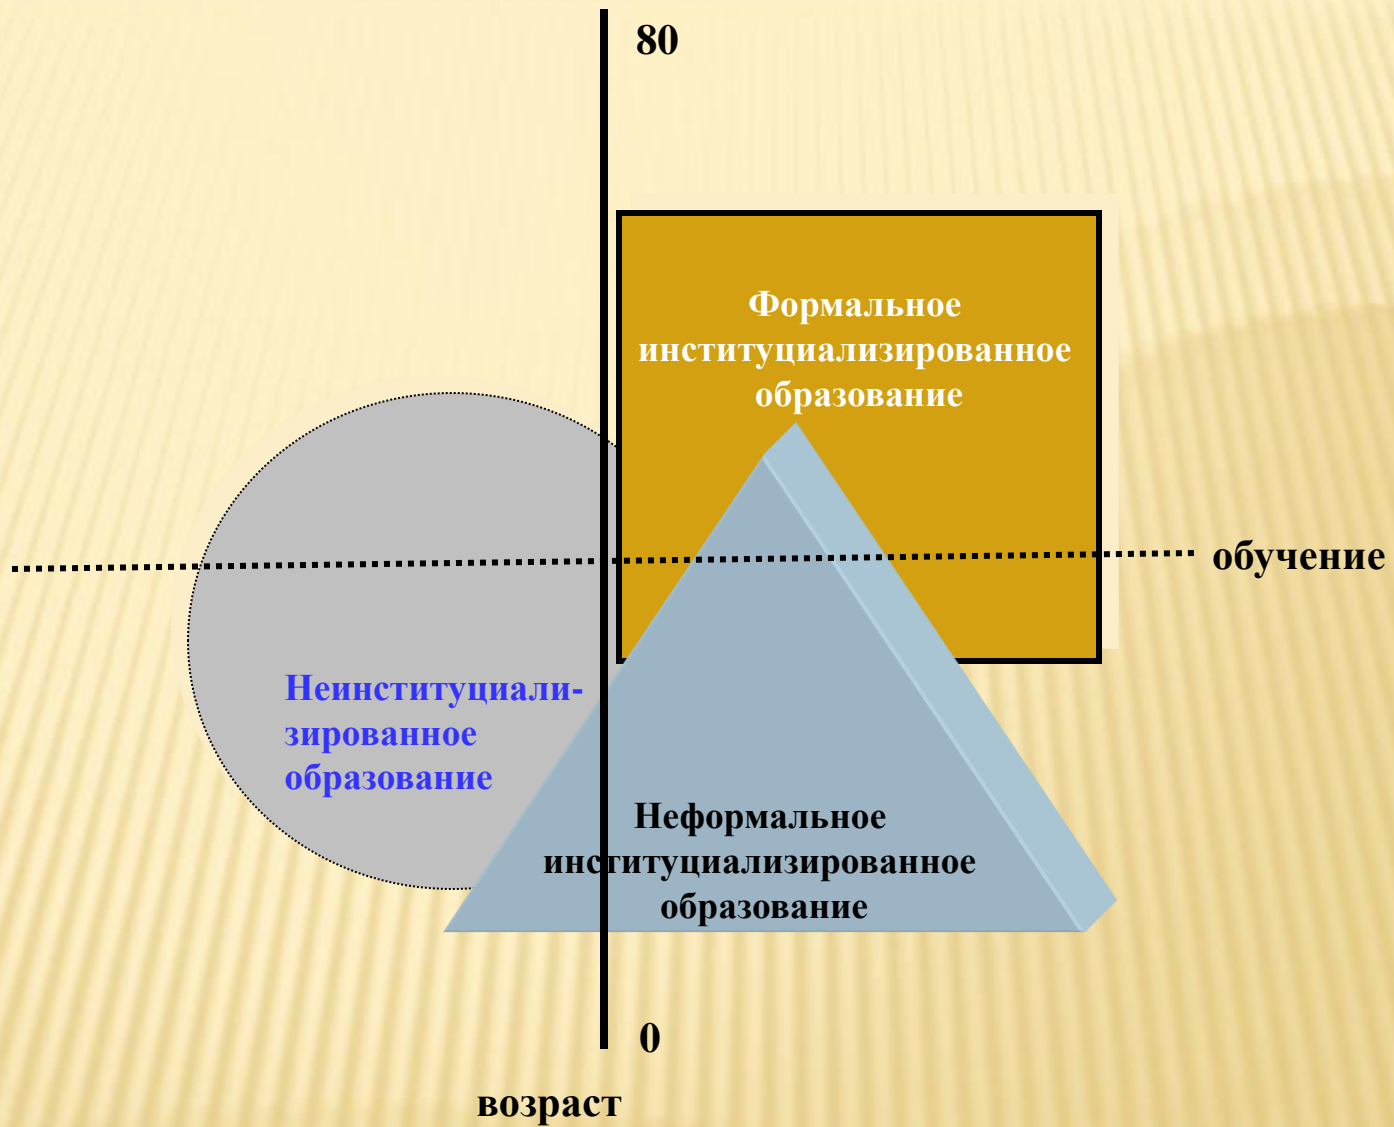 80
Формальное
институциализированное
образование
обучение
Неинституциали-
зированное
образование
Неформальное
институциализированное
образование
0
возраст